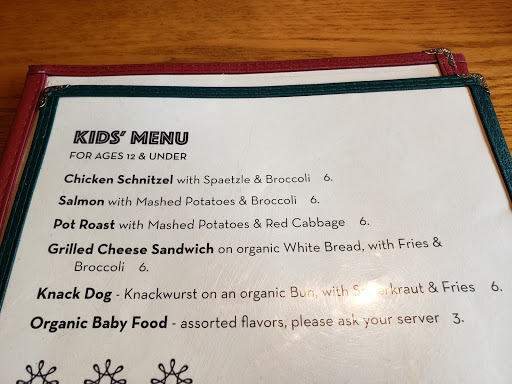 KIDS' MENU
FOR AGES 12 & UNDER
Chicken Schnitzel with Spaetzle & Broccoli 6.
Salmon with Mashed Potatoes & Broccoli 6.
Pot Roast with Mashed Potatoes & Red Cabbage 6.
Grilled Cheese Sandwich on organic White Bread, with Fries &
Broccoli 6.
Knack Dog - Knackwurst on an organic Bun, with Sauerkraut & Fries 6.
Organic Baby Food - assorted flavors, please ask your server 3.